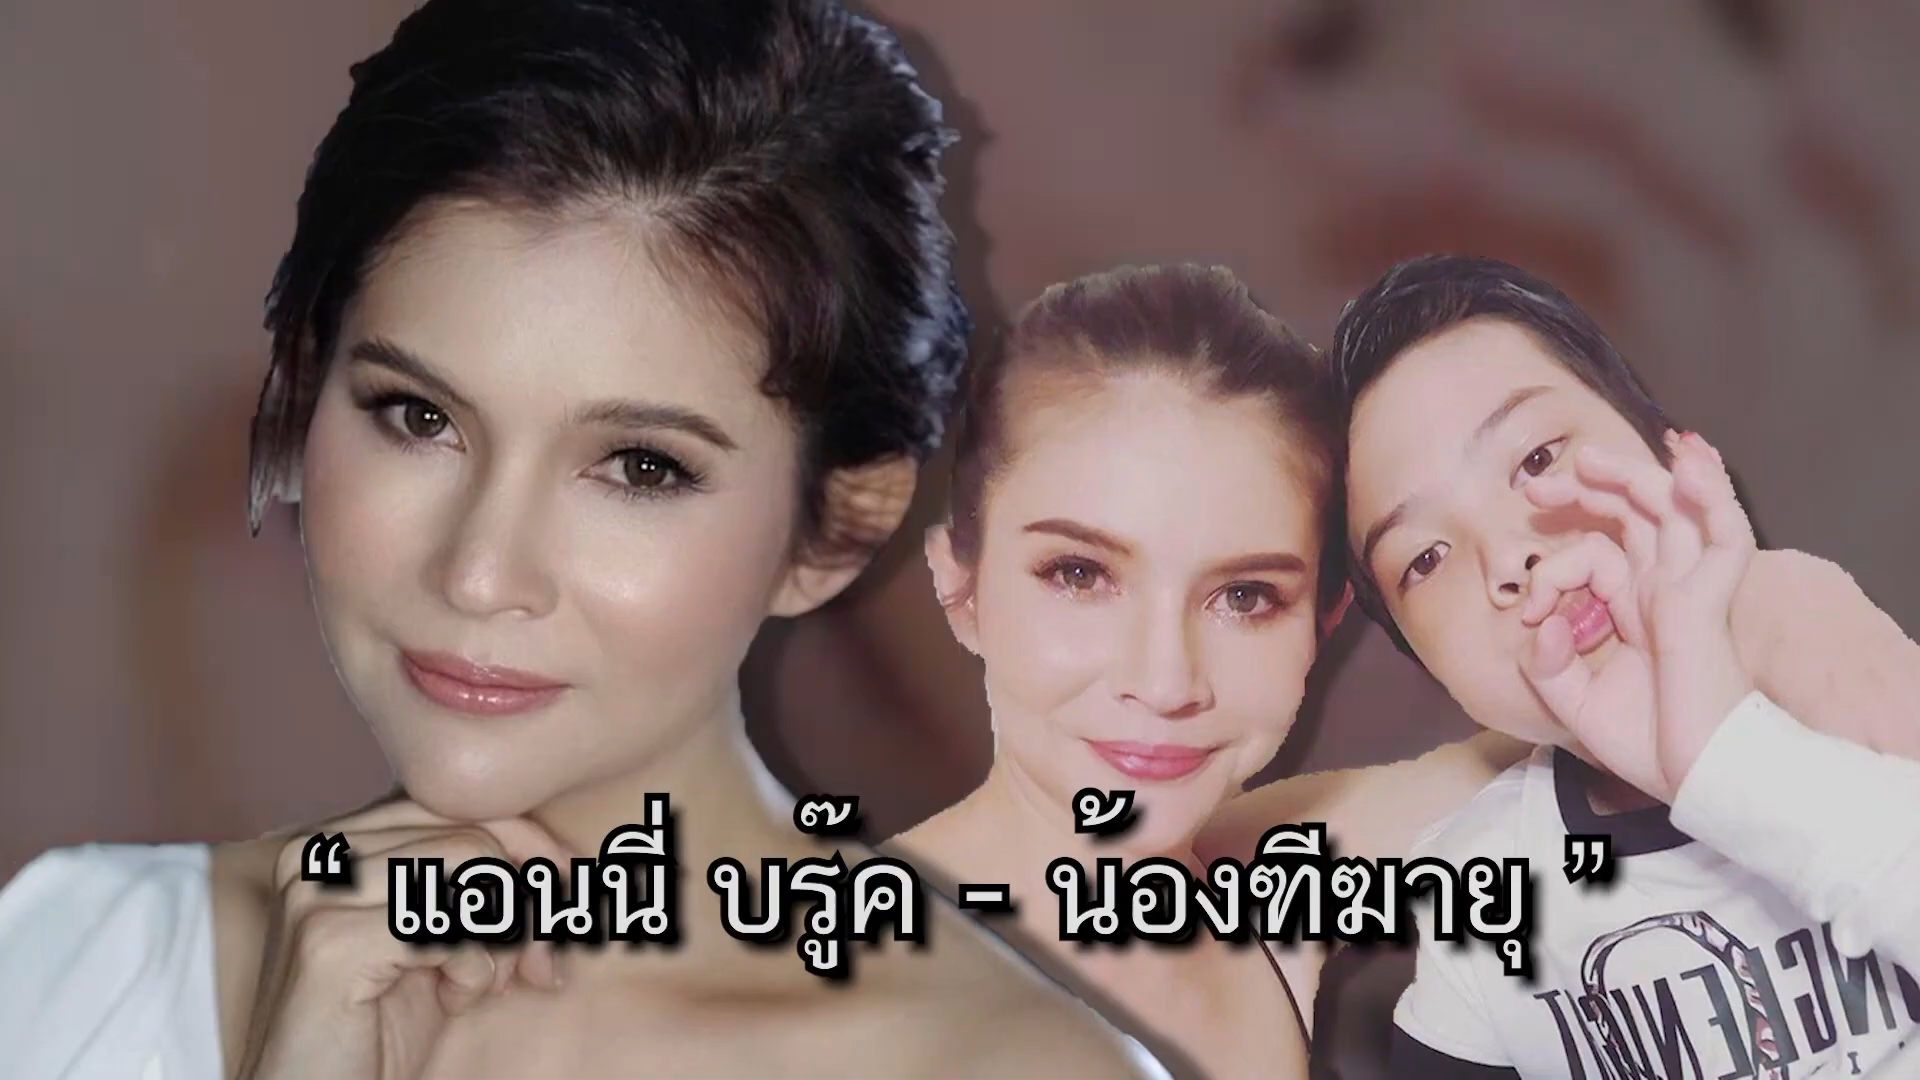 “ แอนนี่ บรู๊ค - น้องฑีฆายุ ”